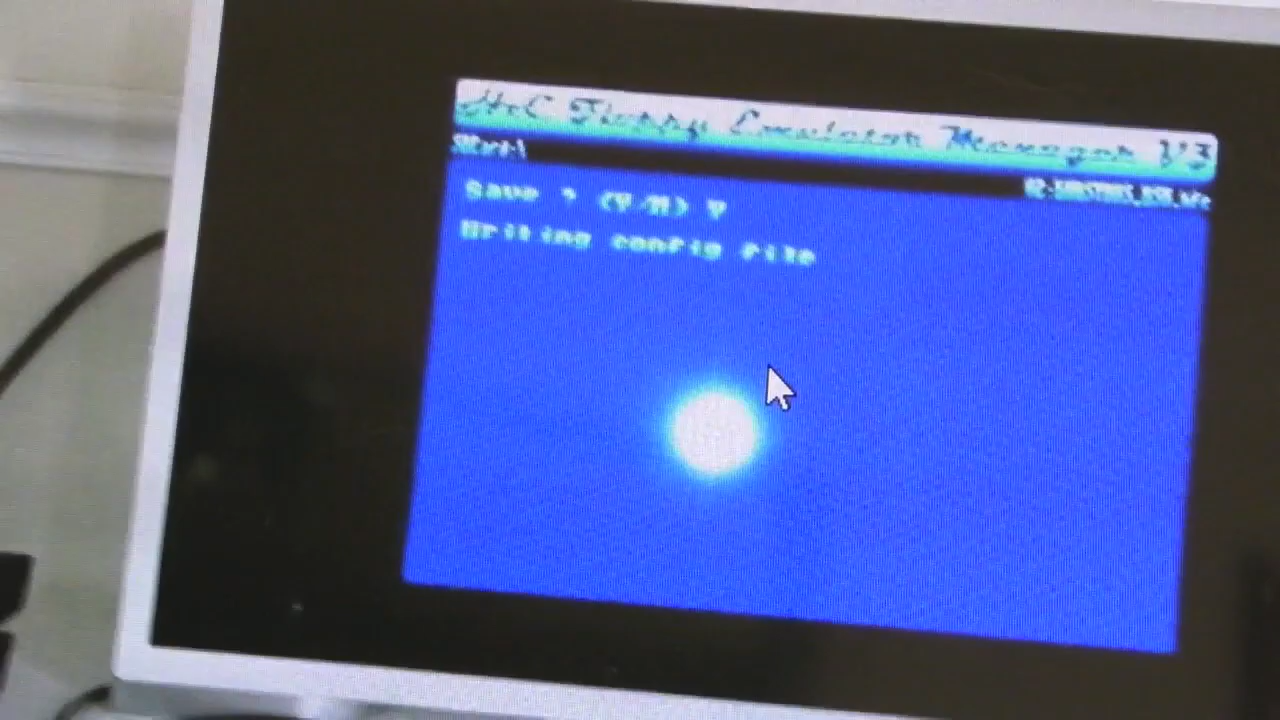 HxC Floppy Emulator Manager V3
Save ? (Y/N) Y
Writing config file